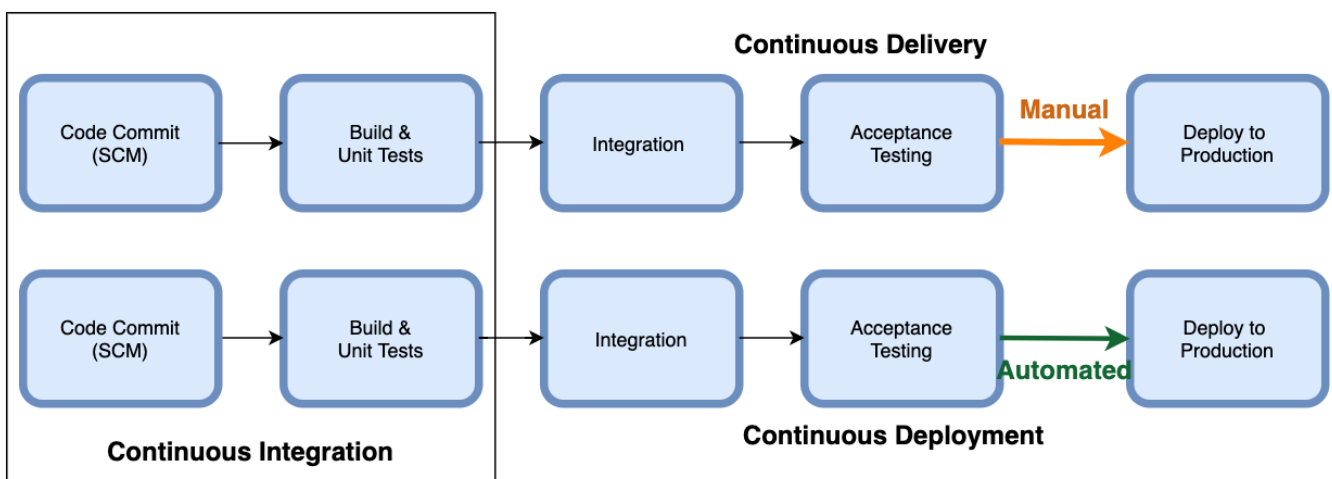 Continuous Delivery
Code Commit
(SCM)
Build &
Unit Tests
Integration
Acceptance
Testing
Manual
Deploy to
Production
Code Commit
(SCM)
Build &
Unit Tests
Integration
Acceptance
Testing
Automated
Deploy to
Production
Continuous Integration
Continuous Deployment